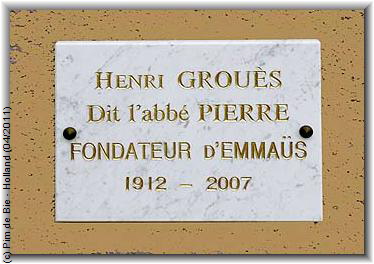 HENRI GROUÈS
Dit l'abbé PIERRE
FONDATEUR D'EMMAÜS
1912 – 2007
(c) Pim de Bie - Holland (04/2011)